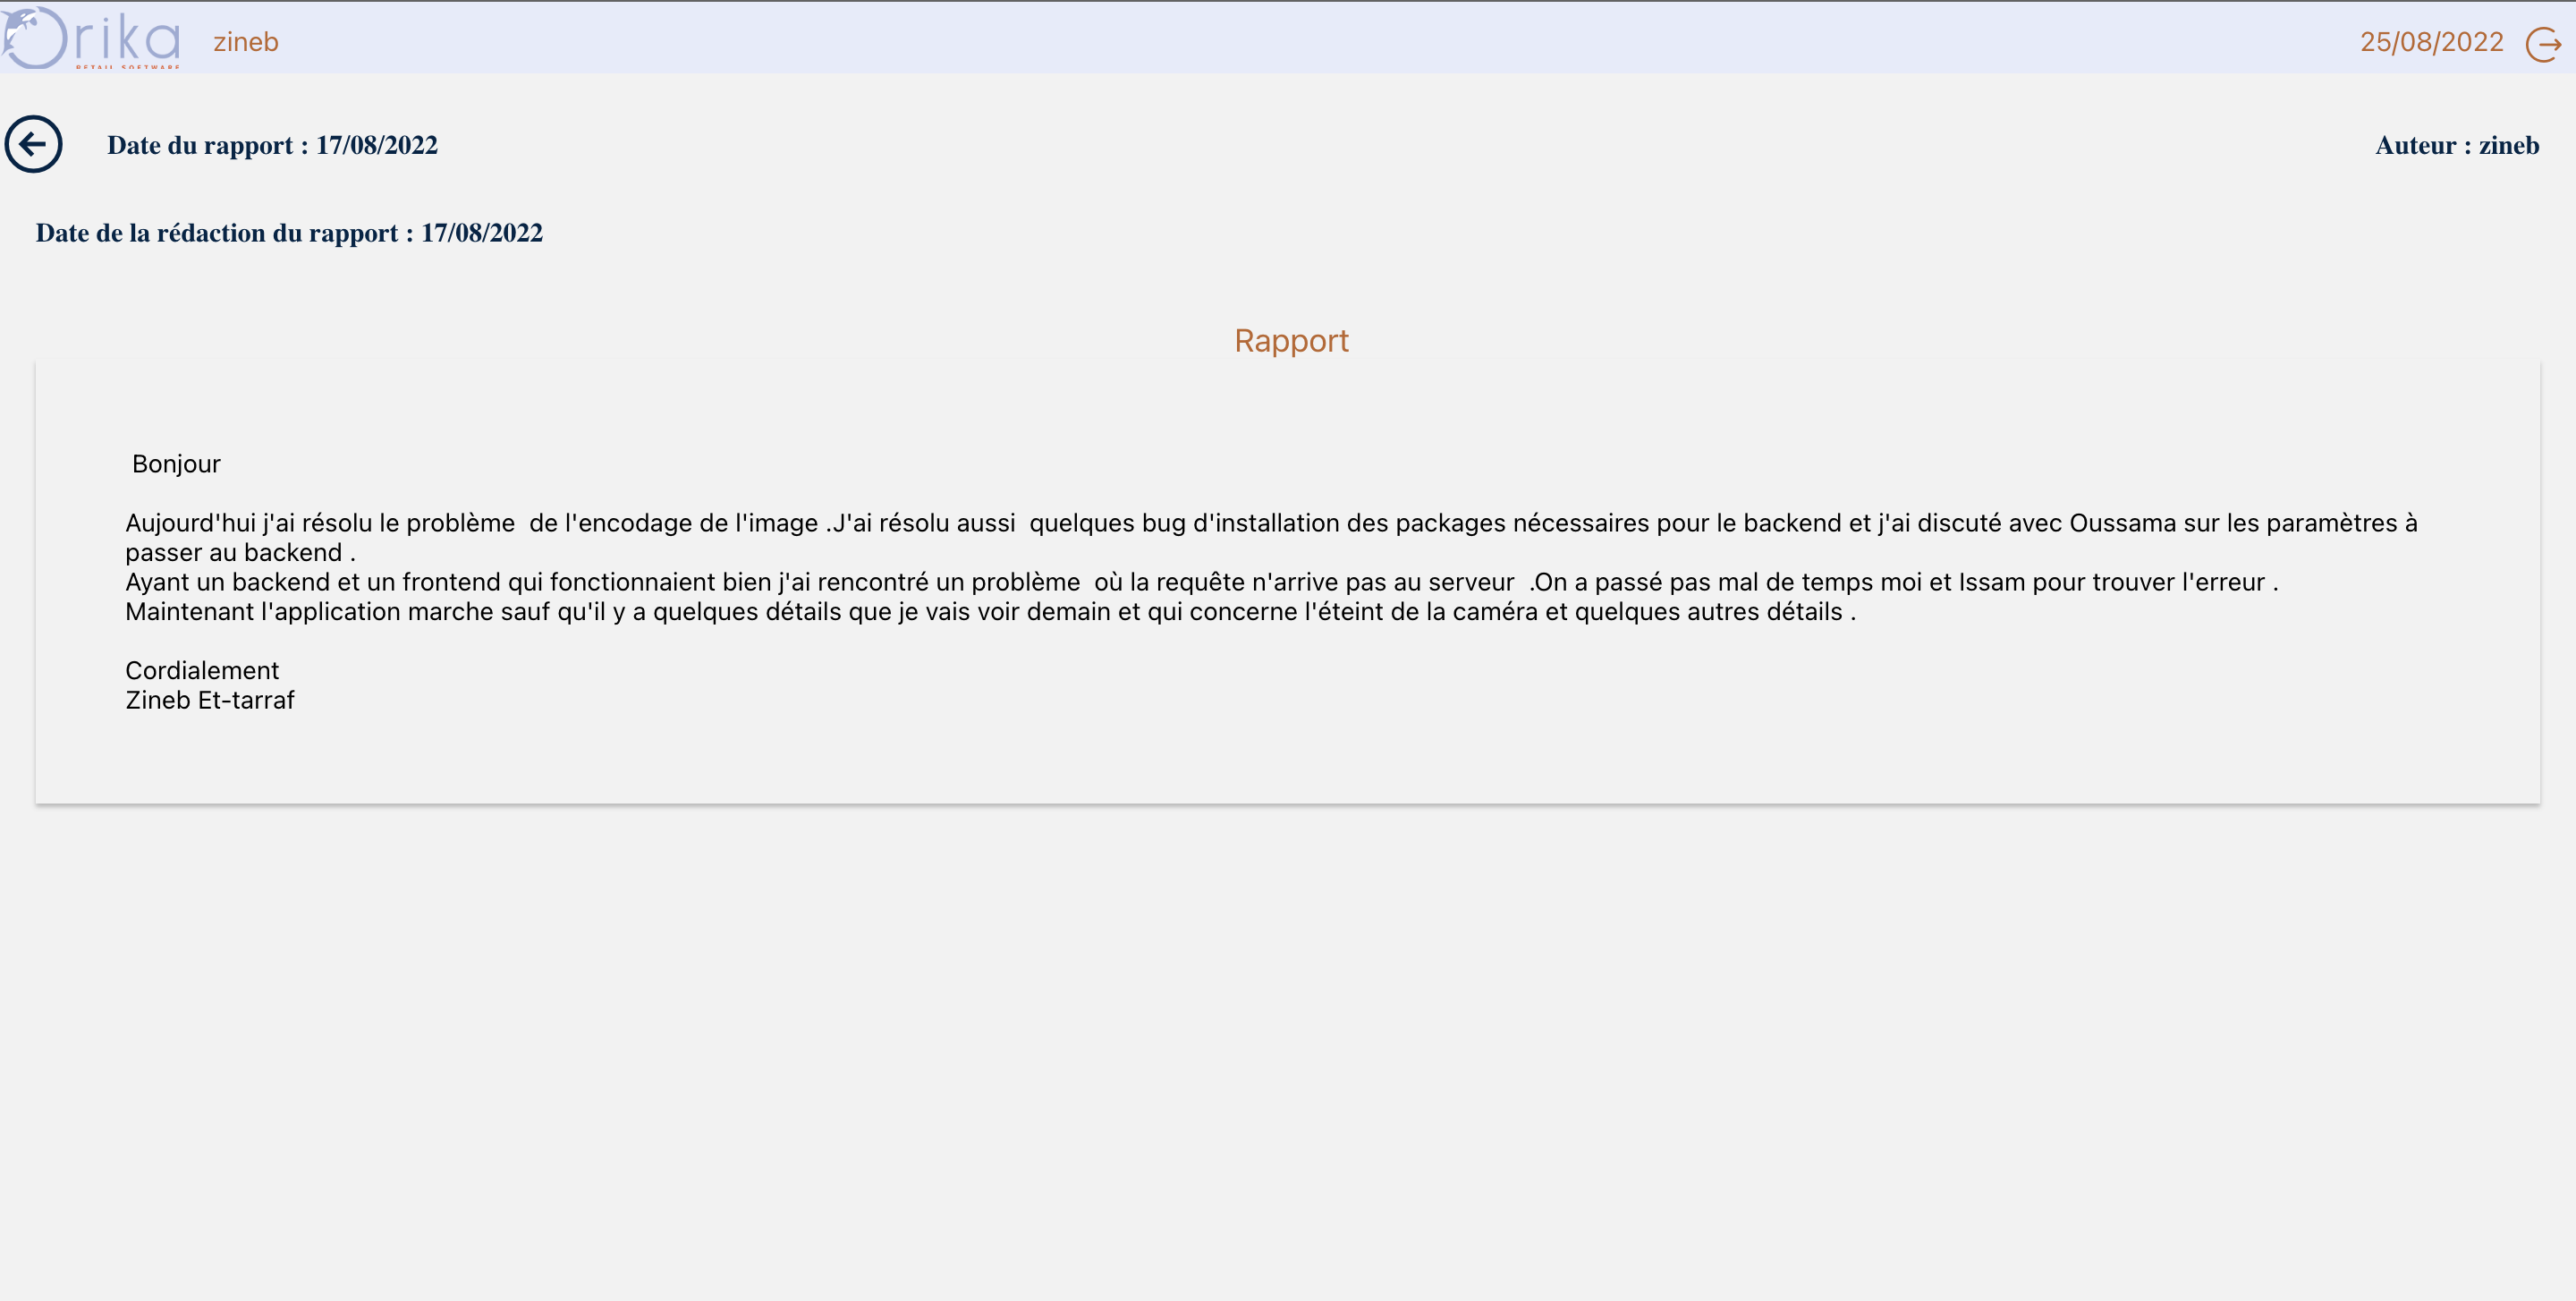 Orika
RETAIL SOFTWARE
zineb
25/08/2022
Date du rapport : 17/08/2022
Auteur : zineb
Date de la rédaction du rapport : 17/08/2022
Rapport
Bonjour
Aujourd'hui j'ai résolu le problème  de l'encodage de l'image .J'ai résolu aussi  quelques bug d'installation des packages nécessaires pour le backend et j'ai discuté avec Oussama sur les paramètres à
passer au backend .
Ayant un backend et un frontend qui fonctionnaient bien j'ai rencontré un problème  où la requête n'arrive pas au serveur  .On a passé pas mal de temps moi et Issam pour trouver l'erreur .
Maintenant l'application marche sauf qu'il y a quelques détails que je vais voir demain et qui concerne l'éteint de la caméra et quelques autres détails .
Cordialement
Zineb Et-tarraf